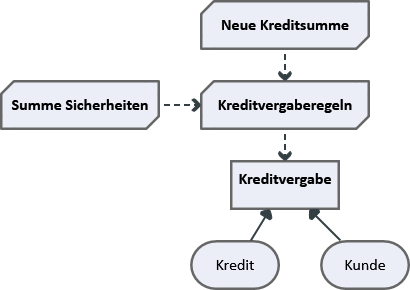 Neue Kreditsumme
Summe Sicherheiten
Kreditvergaberegeln
Kreditvergabe
Kredit
Kunde